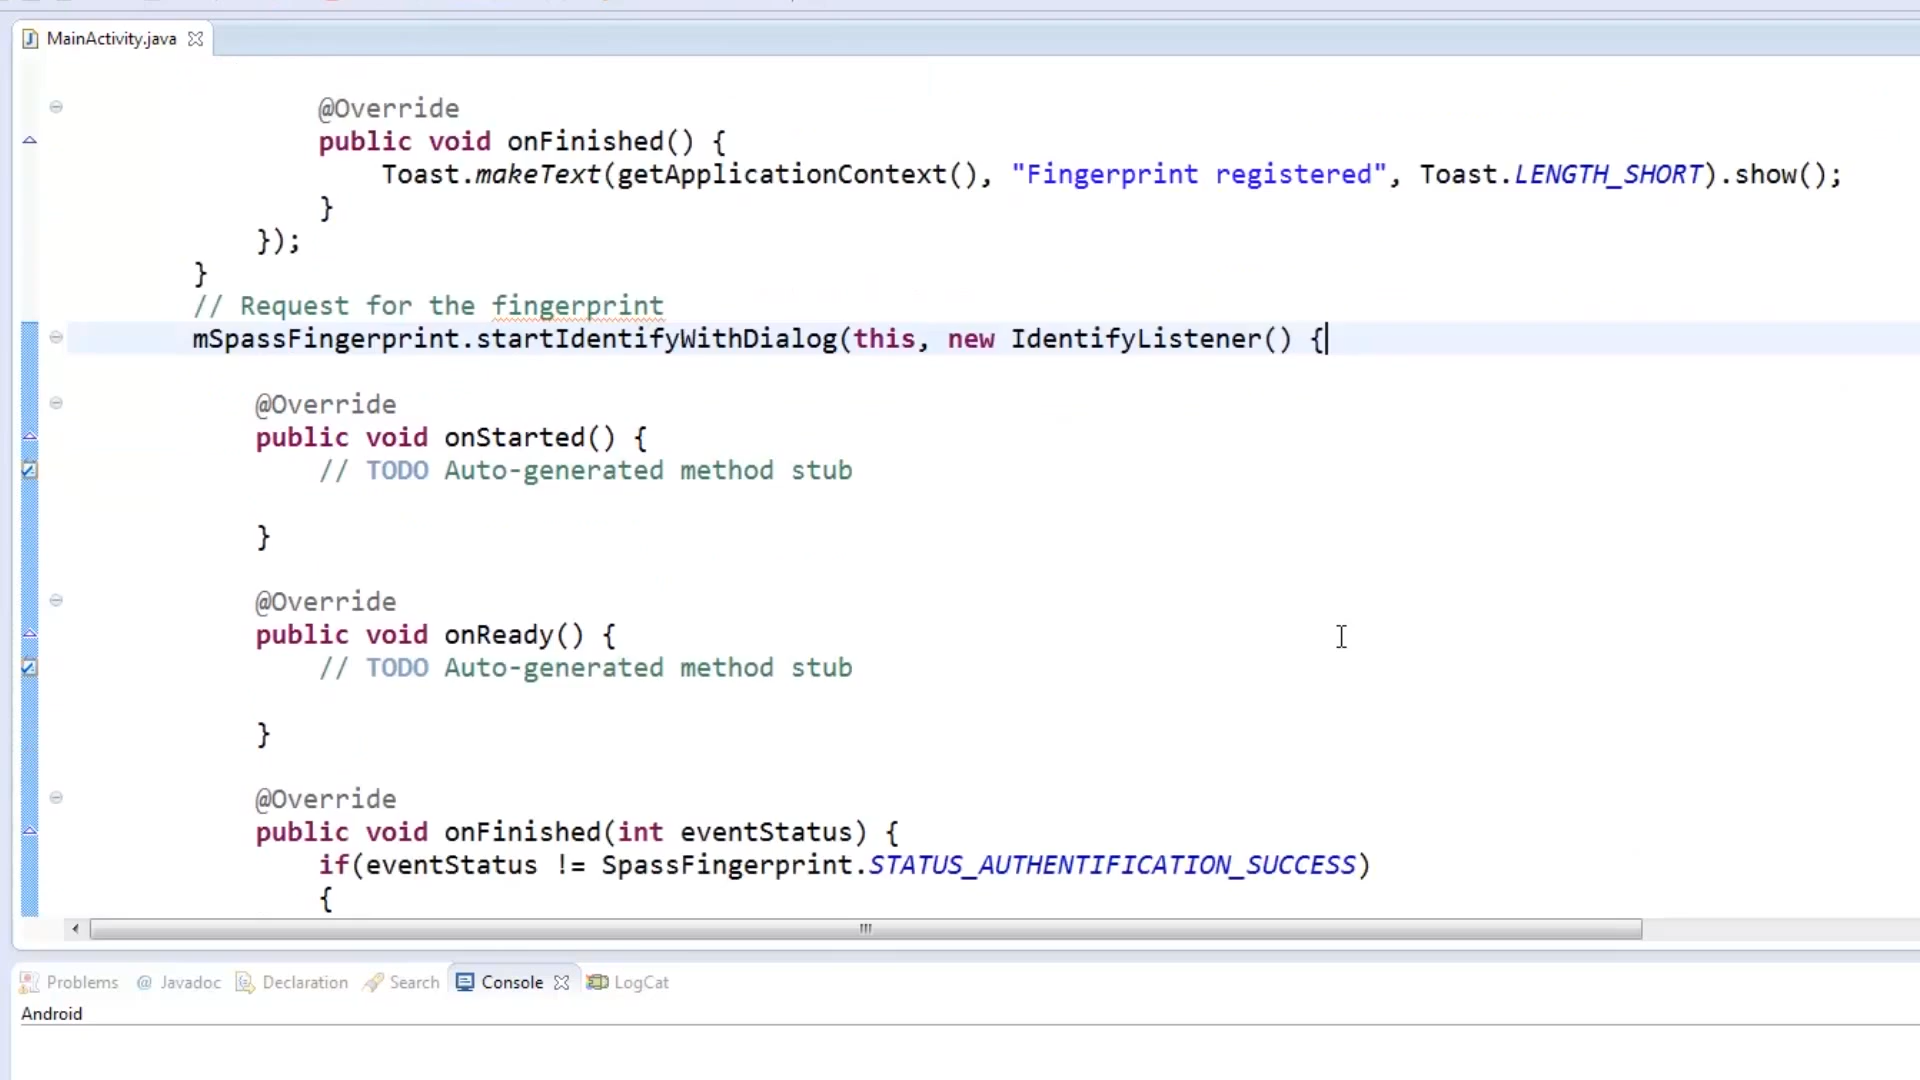 MainActivity.java
@Override
public void onFinished() {
Toast.makeText(getApplicationContext(), "Fingerprint registered", Toast.LENGTH_SHORT).show();
}
});
}
// Request for the fingerprint
mSpassFingerprint.startIdentifyWithDialog(this, new IdentifyListener() {
@Override
public void onStarted() {
// TODO Auto-generated method stub
}
@Override
public void onReady() {
// TODO Auto-generated method stub
}
@Override
public void onFinished(int eventStatus) {
if(eventStatus != SpassFingerprint.STATUS_AUTHENTIFICATION_SUCCESS)
{
Problems @ Javadoc Declaration Search Console LogCat
Android